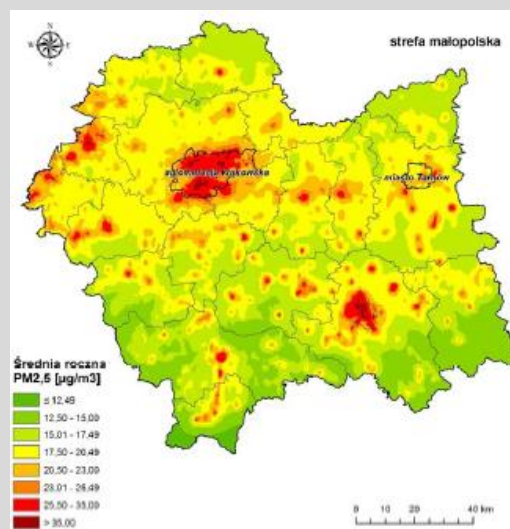 N
W E
S
strefa małopolska
aglomeracja Krakowska
miasto Tarnów
Średnia roczna
PM2,5 [µg/m3]
≤ 12,49
12,50 - 15,00
15,01 - 17,49
17,50 - 20,49
20,50 - 23,00
23,01 - 25,49
25,50 - 35,00
> 35,00
0 5 10 20 30 40 km